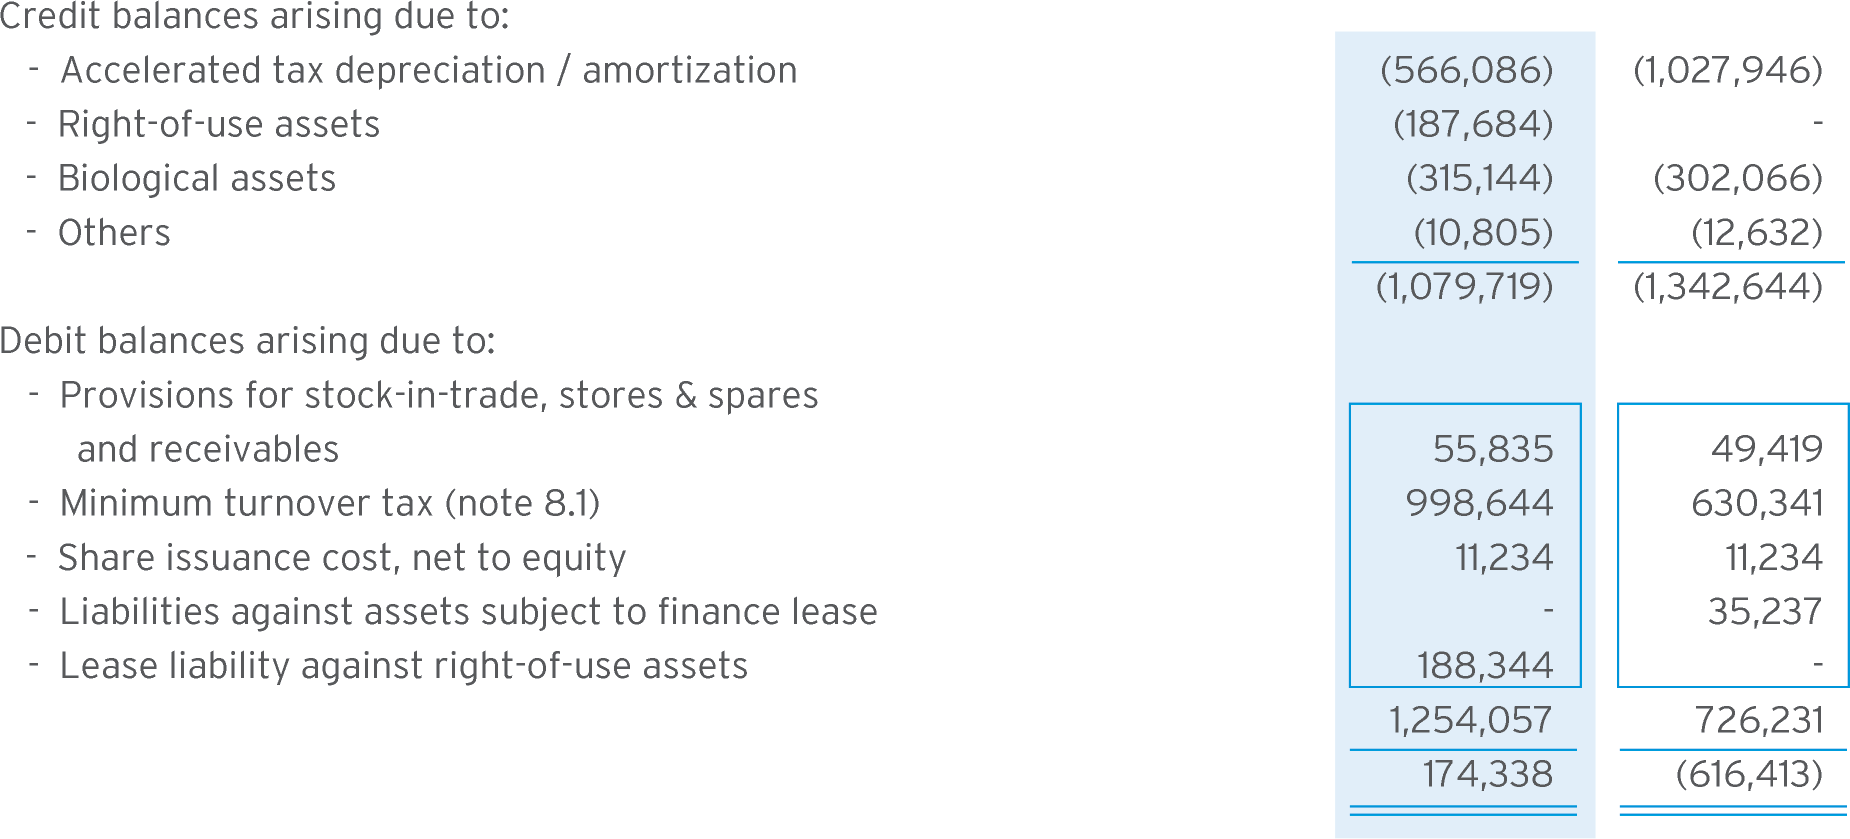 Credit balances arising due to:
- Accelerated tax depreciation / amortization (566,086) (1,027,946)
- Right-of-use assets (187,684) -
- Biological assets (315,144) (302,066)
- Others (10,805) (12,632)
(1,079,719) (1,342,644)
Debit balances arising due to:
- Provisions for stock-in-trade, stores & spares
and receivables 55,835 49,419
- Minimum turnover tax (note 8.1) 998,644 630,341
- Share issuance cost, net to equity 11,234 11,234
- Liabilities against assets subject to finance lease - 35,237
- Lease liability against right-of-use assets 188,344 -
1,254,057 726,231
174,338 (616,413)